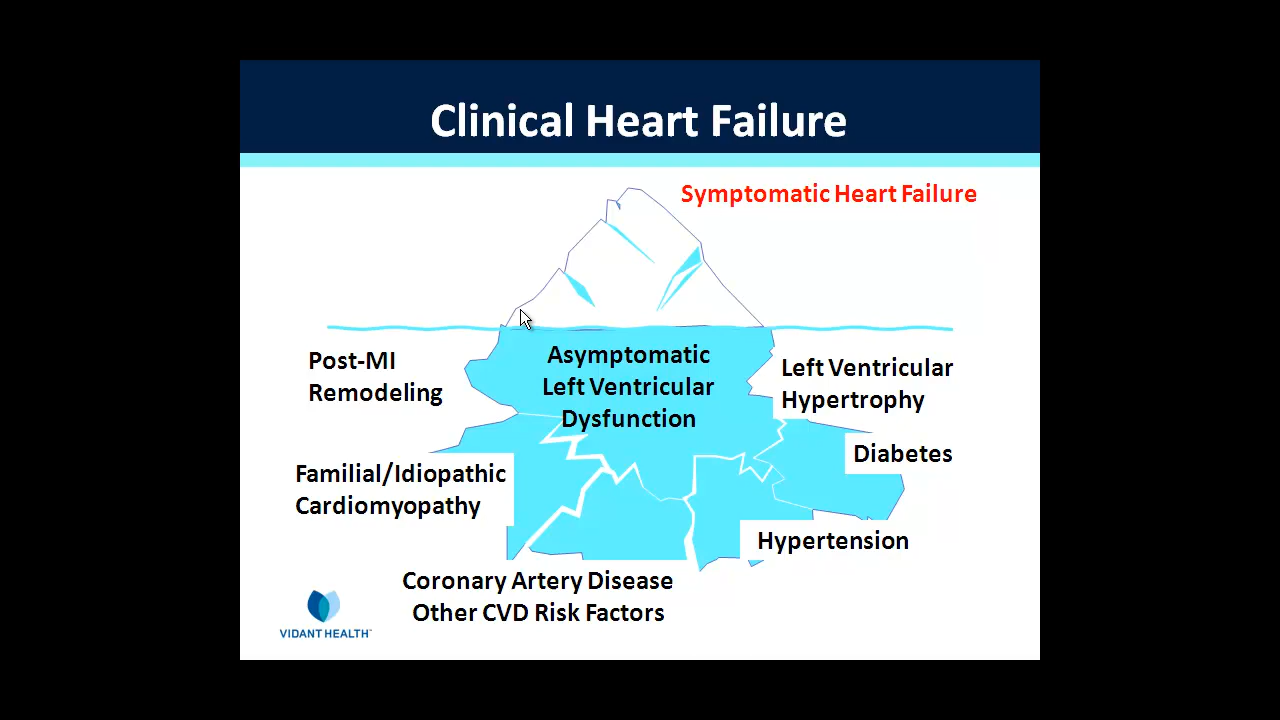 Clinical Heart Failure
Symptomatic Heart Failure
Post-MI
Remodeling
Asymptomatic
Left Ventricular
Dysfunction
Left Ventricular
Hypertrophy
Diabetes
Familial/Idiopathic
Cardiomyopathy
Hypertension
Coronary Artery Disease
Other CVD Risk Factors
VIDANT HEALTH™